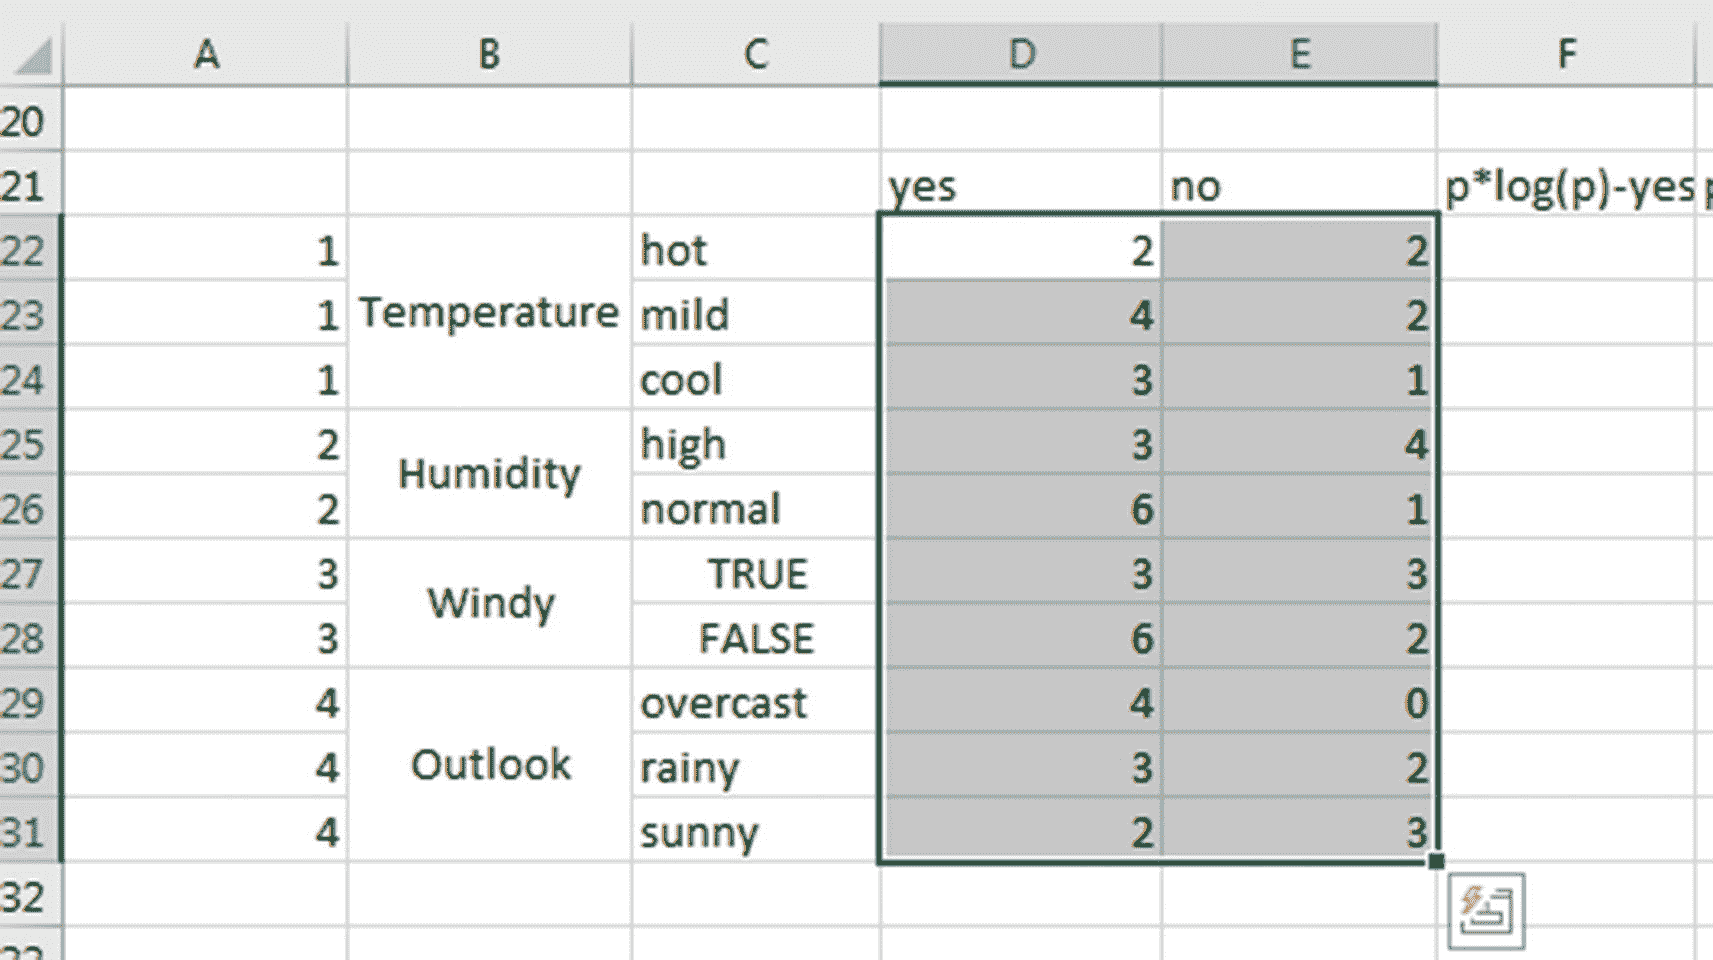 A B C D E F
20
21 yes no p*log(p)-yes
22 1 hot 2 2
23 1 Temperature mild 4 2
24 1 cool 3 1
25 2 high 3 4
Humidity
26 2 normal 6 1
27 3 TRUE 3 3
Windy
28 3 FALSE 6 2
29 4 overcast 4 0
30 4 Outlook rainy 3 2
31 4 sunny 2 3
32